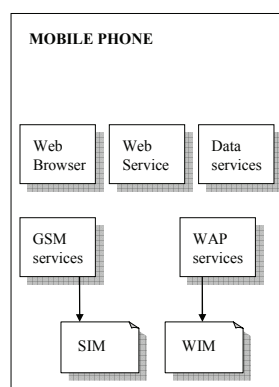 MOBILE PHONE
Web
Browser
Web
Service
Data
services
GSM
services
WAP
services
SIM
WIM